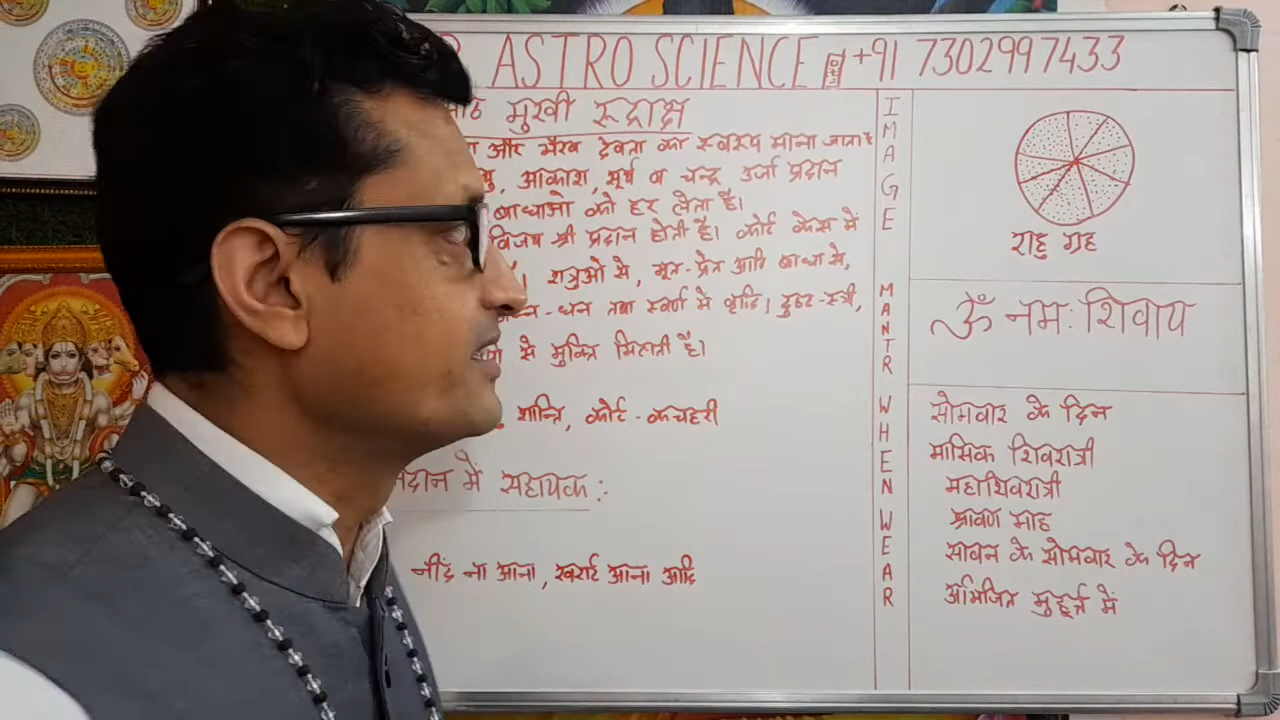 ASTRO SCIENCE +91 7302997433
मुखी रूद्राक्ष
और भैरव देवता का स्वरूप माना जाता है
आकाश, सूर्य व चन्द्र उर्जा प्रदान
बाधाओ को हर लेता है।
विजय श्री प्रदान होती है। कोर्ट केस में
शत्रुओ से, भूत-प्रेत आदि बाधा से,
- धन तथा स्वर्ण में वृद्धि। दुष्ट-स्त्री,
से मुक्ति मिलती है।
शान्ति, कोर्ट-कचहरी
में सहायक:-
नींद ना आना, खर्राटे आना आदि
IMAGE
राहु ग्रह
MANTR
ॐ नमः शिवाय
WHEN WEAR
सोमवार के दिन
मासिक शिवरात्री
महाशिवरात्री
श्रावण माह
सावन के सोमवार के दिन
अभिजित मुहूर्त्त में